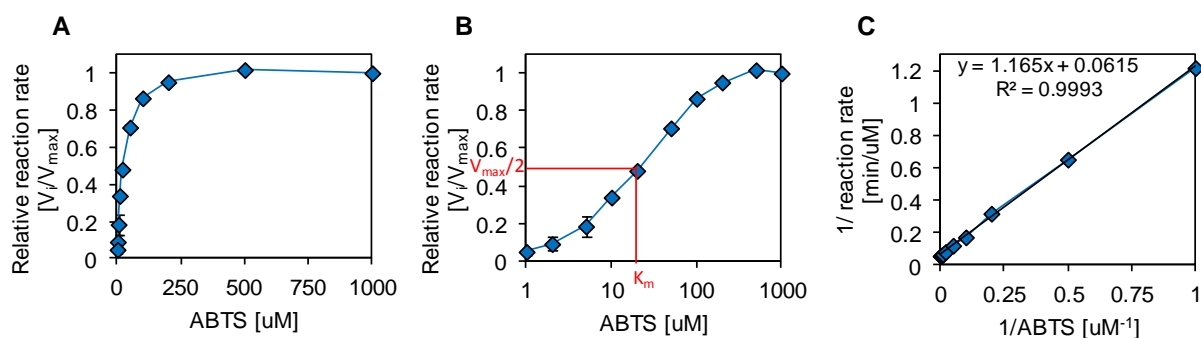 A
Relative reaction rate
[Vᵢ/Vₘₐₓ]
1
0.8
0.6
0.4
0.2
0
0
250
500
750
1000
ABTS [uM]
B
Relative reaction rate
[Vᵢ/Vₘₐₓ]
1
0.8
0.6
Vₘₐₓ/2
0.4
0.2
0
Kₘ
1
10
100
1000
ABTS [uM]
C
1/ reaction rate
[min/uM]
y = 1.165x + 0.0615
R² = 0.9993
1.2
1
0.8
0.6
0.4
0.2
0
0
0.25
0.5
0.75
1
1/ABTS [uM⁻¹]